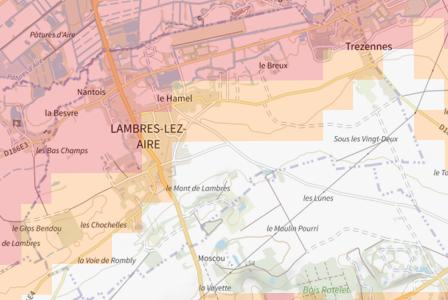 Pâtures d'Aire
Trezennes
le Breux
Nantois
le Hamel
la Besvre
LAMBRES-LEZ-
AIRE
D186E3
les Bas Champs
Sous les Vingt-Deux
le Mont de Lambres
les Lunes
les Chochelles
le Gros Bendou
le Moulin Pourri
de Lambres
la Voie de Rombly
Moscou
la Voyette
Bois Ratelet